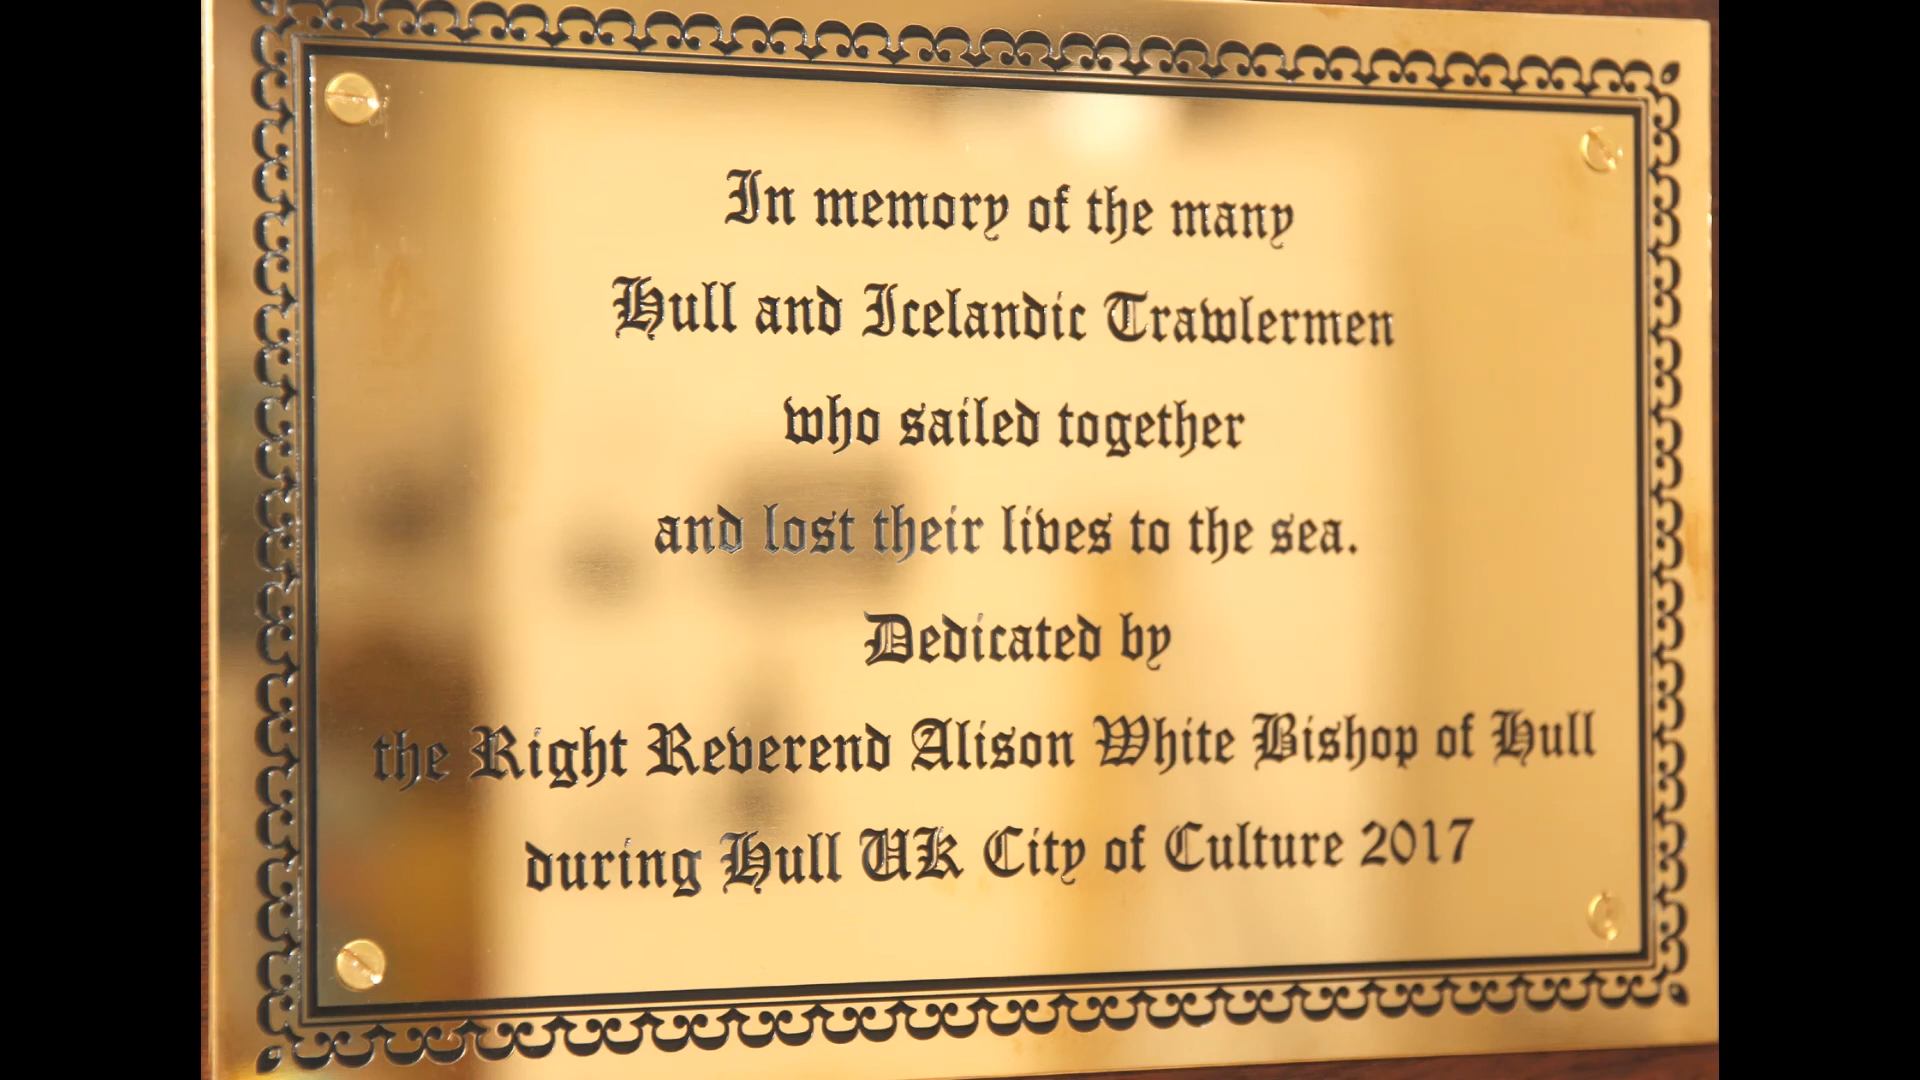 In memory of the many
Hull and Icelandic Trawlermen
who sailed together
and lost their lives to the sea.
Dedicated by
the Right Reverend Alison White Bishop of Hull
during Hull UK City of Culture 2017